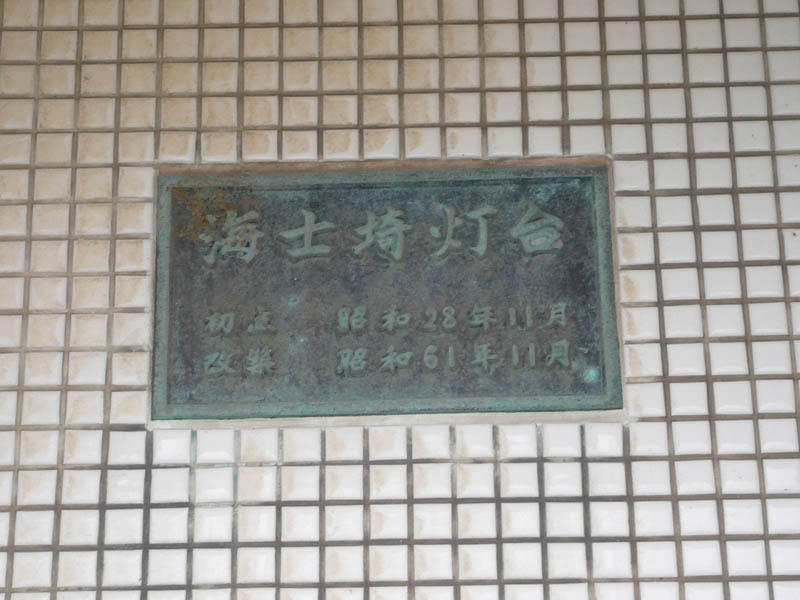 海士埼灯台
初点 昭和28年11月
改築 昭和61年11月